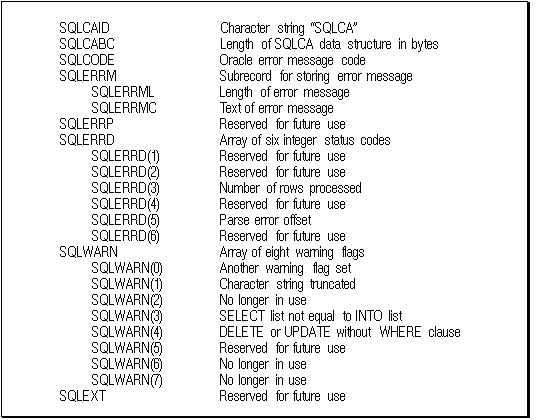 SQLCAID Character string "SQLCA"
SQLCABC Length of SQLCA data structure in bytes
SQLCODE Oracle error message code
SQLERRM Subrecord for storing error message
SQLERRML Length of error message
SQLERRMC Text of error message
SQLERRP Reserved for future use
SQLERRD Array of six integer status codes
SQLERRD(1) Reserved for future use
SQLERRD(2) Reserved for future use
SQLERRD(3) Number of rows processed
SQLERRD(4) Reserved for future use
SQLERRD(5) Parse error offset
SQLERRD(6) Reserved for future use
SQLWARN Array of eight warning flags
SQLWARN(0) Another warning flag set
SQLWARN(1) Character string truncated
SQLWARN(2) No longer in use
SQLWARN(3) SELECT list not equal to INTO list
SQLWARN(4) DELETE or UPDATE without WHERE clause
SQLWARN(5) Reserved for future use
SQLWARN(6) No longer in use
SQLWARN(7) No longer in use
SQLEXT Reserved for future use